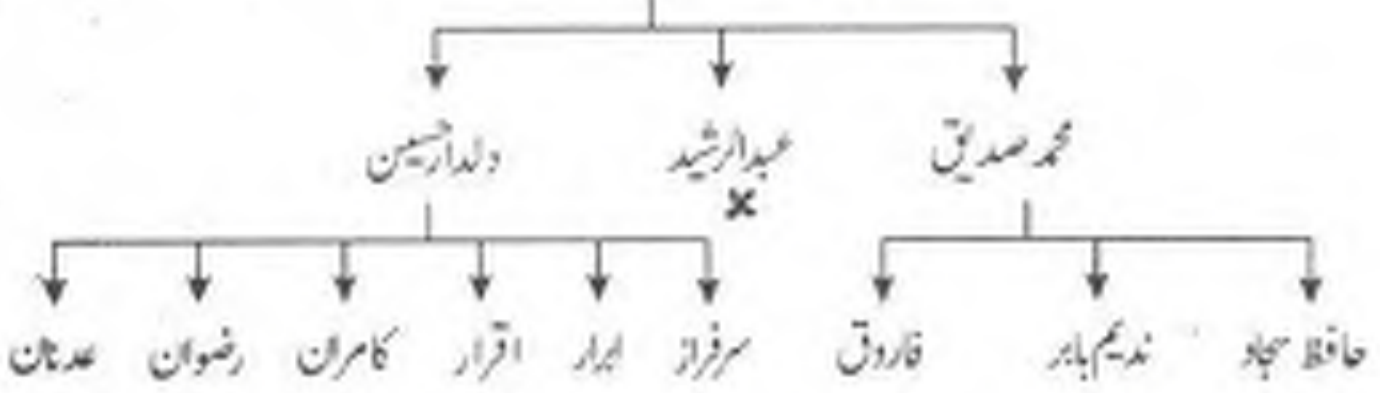 محمد صدیق عبدالرشید دلدار حسین
×
حافظ سجاد ندیم بابر فاروق سرفراز ابرار اقرار کامران رضوان عدنان